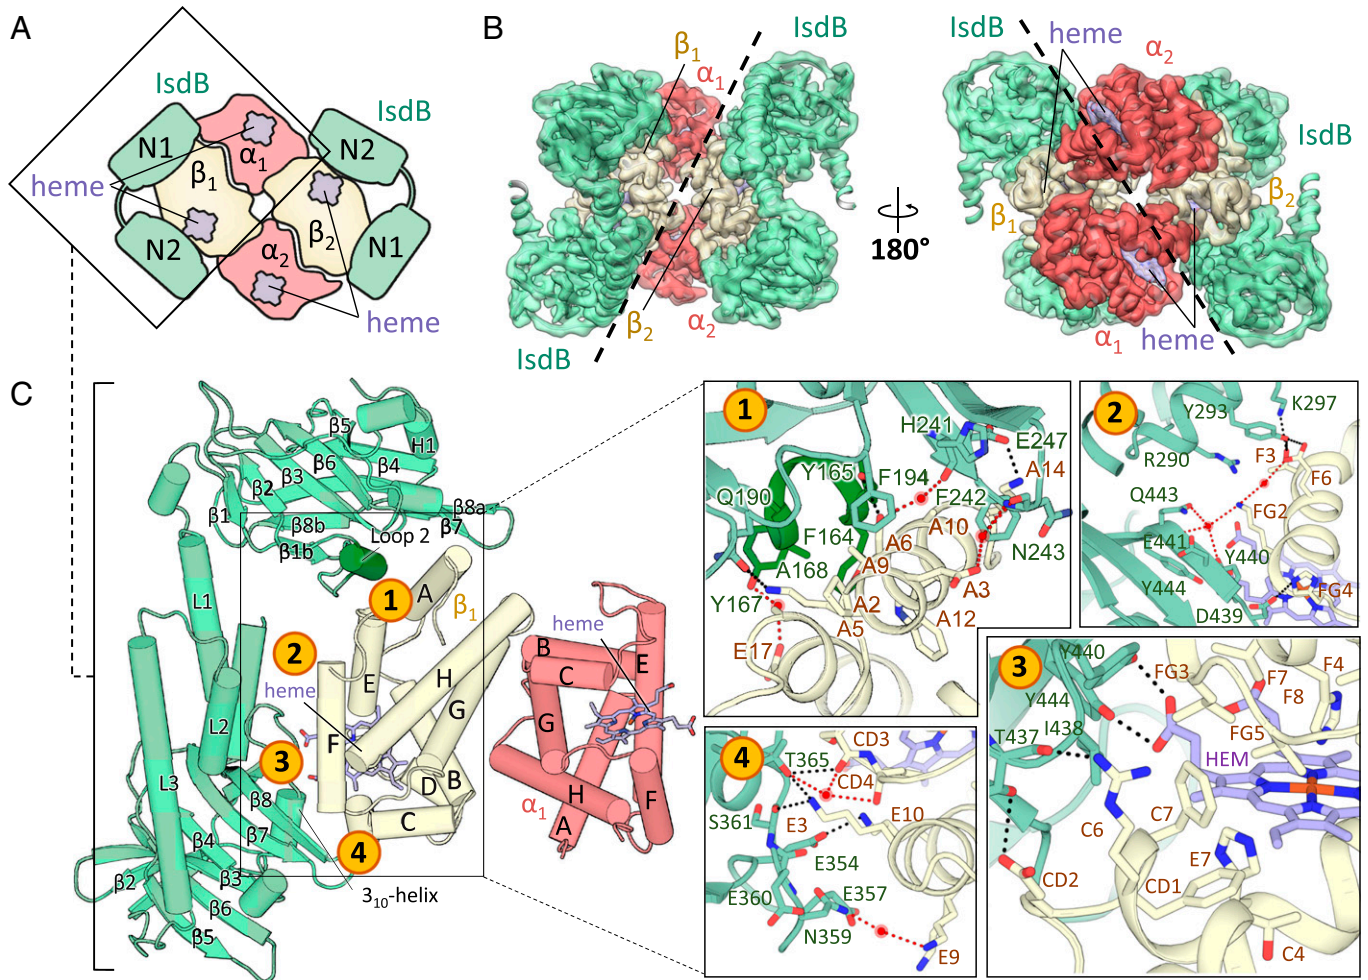 A
IsdB
IsdB
N1
α1
N2
β1
heme
N2
α2
β2
N1
heme
B
β1
α1
IsdB
β2
α2
IsdB
180°
IsdB
heme
α2
IsdB
β1
β2
α1
heme
C
β5
H1
β6
β4
β3
β2
β8a
β1
β8b
β7
β1b
Loop 2
L1
1
A
β1
2
heme
E
H
G
F
L2
3
L3
D
B
C
β8
β7
β4
4
β2
β3
β6
β5
3₁₀-helix
heme
B
C
E
G
H
F
α1
A
1
H241
E247
Y165
F194
A14
Q190
F242
F164
A10
A6
N243
A168
A9
A3
Y167
A2
A12
A5
E17
2
K297
Y293
R290
F3
F6
Q443
FG2
E441
Y440
Y444
FG4
D439
3
Y440
FG3
F4
F7
Y444
F8
I438
FG5
T437
HEM
C6
C7
E7
CD2
CD1
C4
4
CD3
T365
CD4
S361
E3
E10
E354
E360
E357
N359
E9